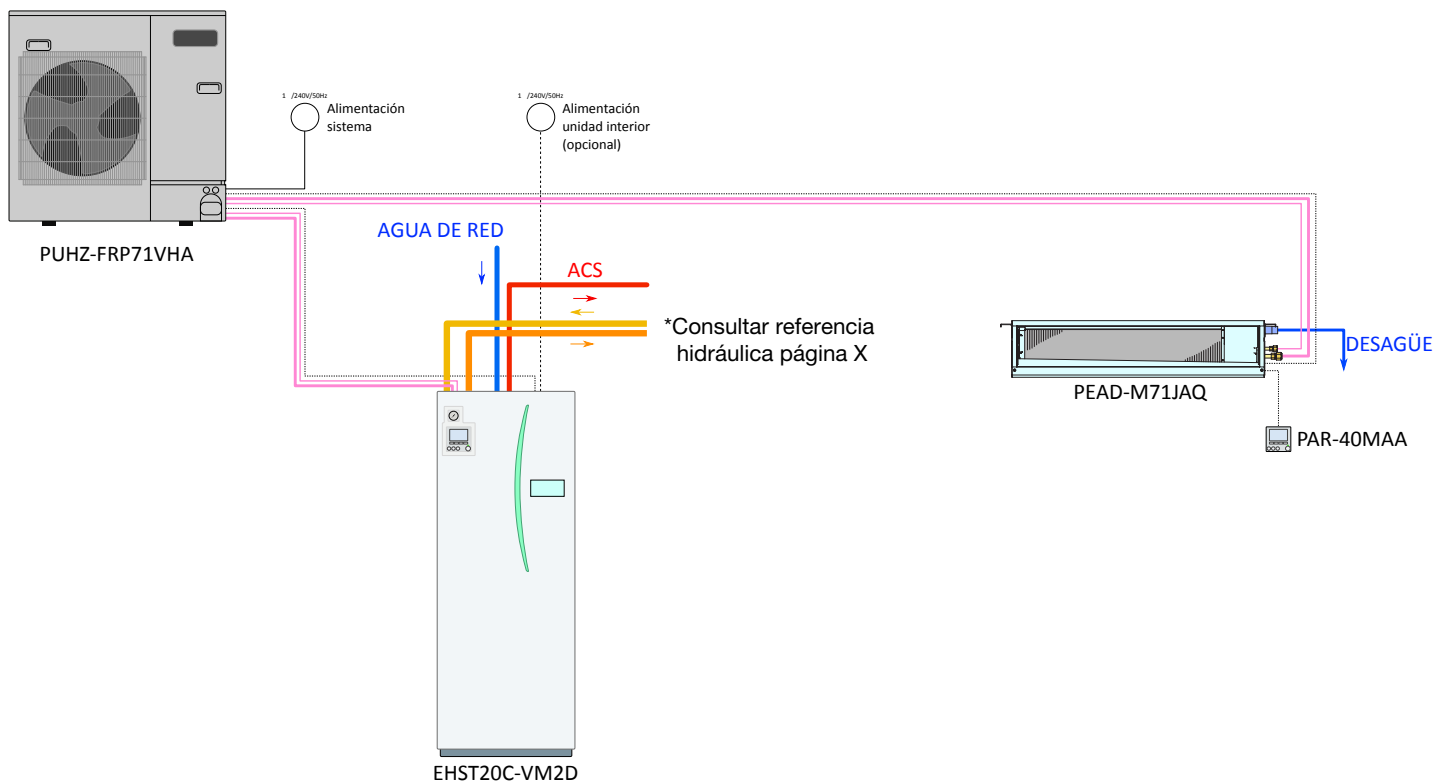 1 /240V/50Hz
Alimentación
sistema
1 /240V/50Hz
Alimentación
unidad interior
(opcional)
PUHZ-FRP71VHA
AGUA DE RED
ACS
*Consultar referencia
hidráulica página X
DESAGÜE
PEAD-M71JAQ
PAR-40MAA
EHST20C-VM2D